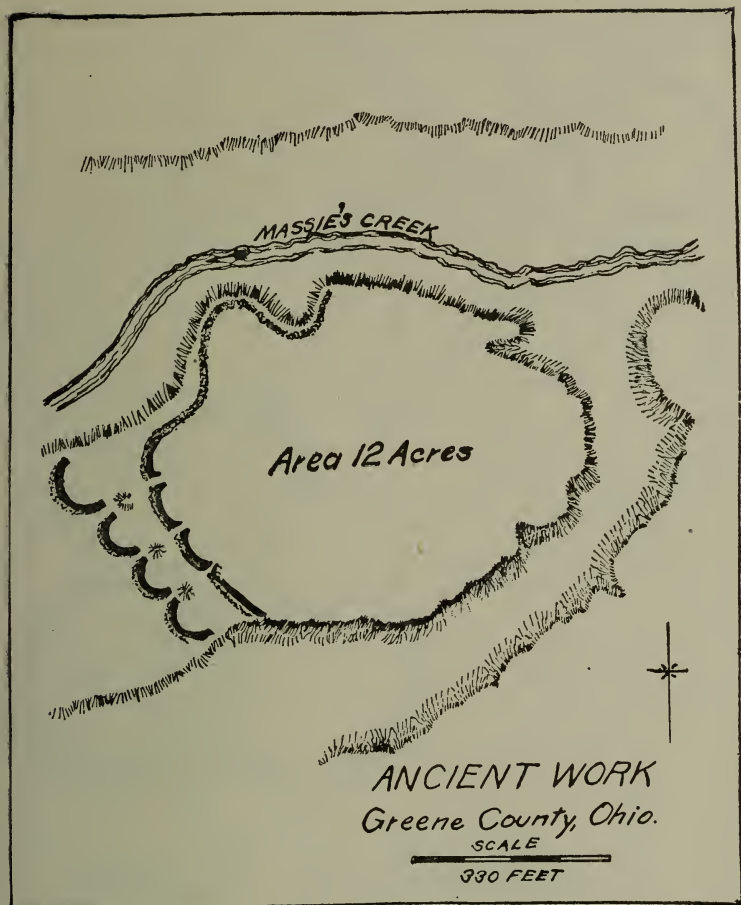 MASSIE'S CREEK
Area 12 Acres
ANCIENT WORK
Greene County, Ohio.
SCALE
330 FEET